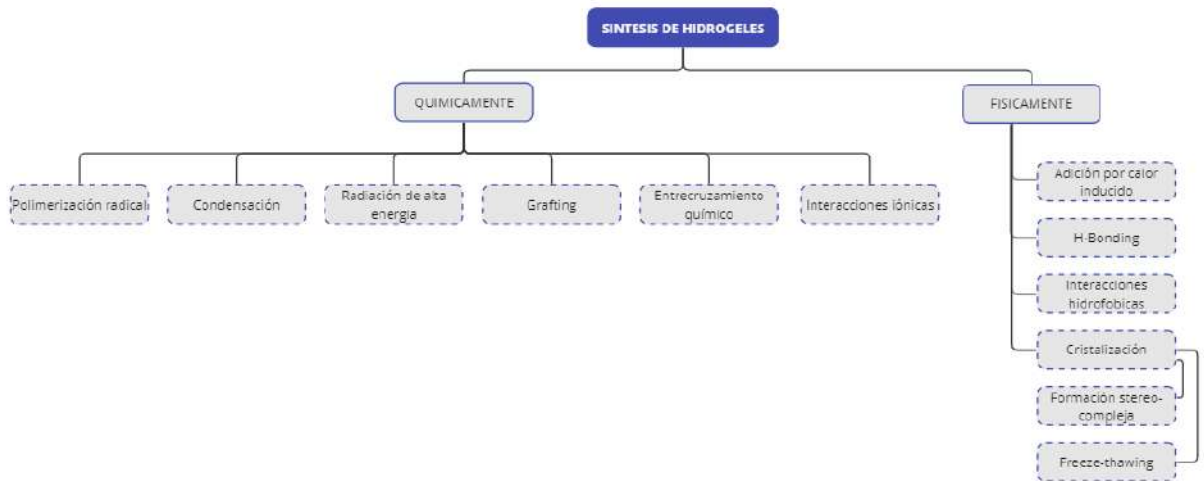 SINTESIS DE HIDROGELES
QUIMICAMENTE
FISICAMENTE
Polimerización radical
Condensación
Radiación de alta
energia
Grafting
Entrecruzamiento
químico
Interacciones iónicas
Adición por calor
inducido
H-Bonding
Interacciones
hidrofobicas
Cristalización
Formación stereo-
compleja
Freeze-thawing